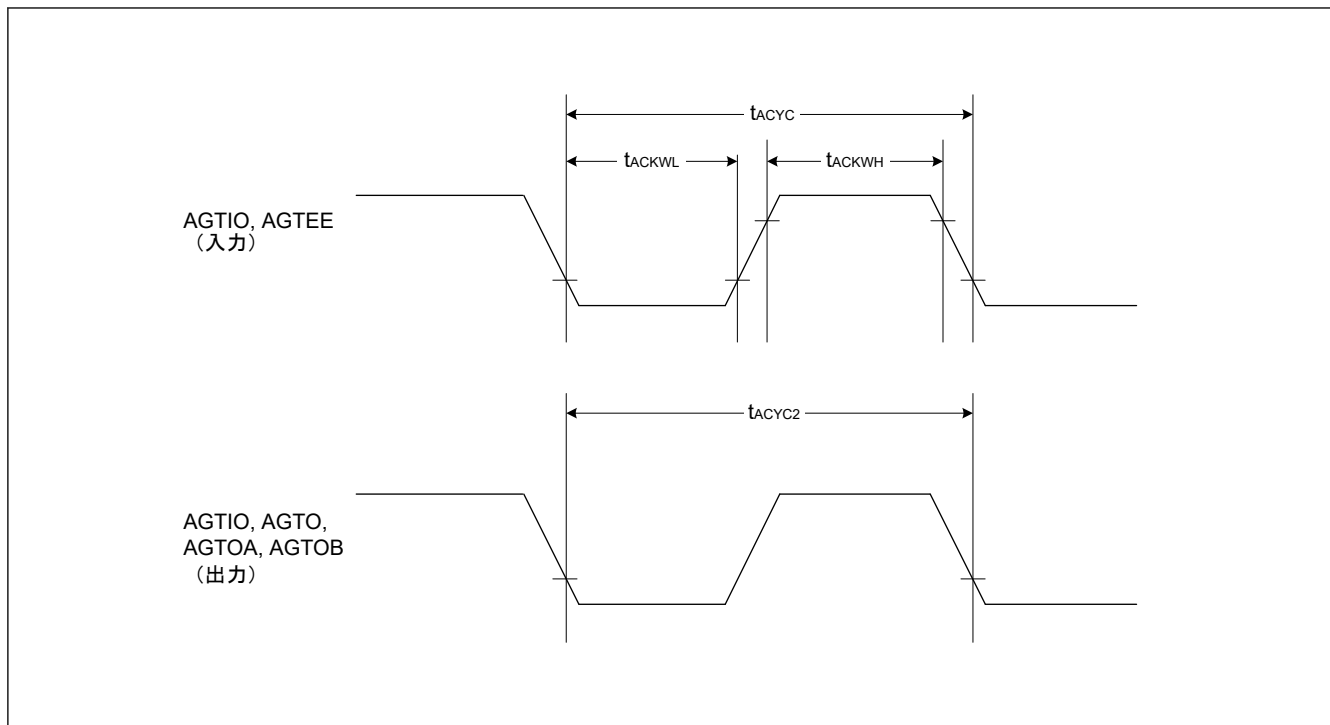 tACYC
tACKWL
tACKWH
AGTIO, AGTEE
（入力）
tACYC2
AGTIO, AGTO,
AGTOA, AGTOB
（出力）